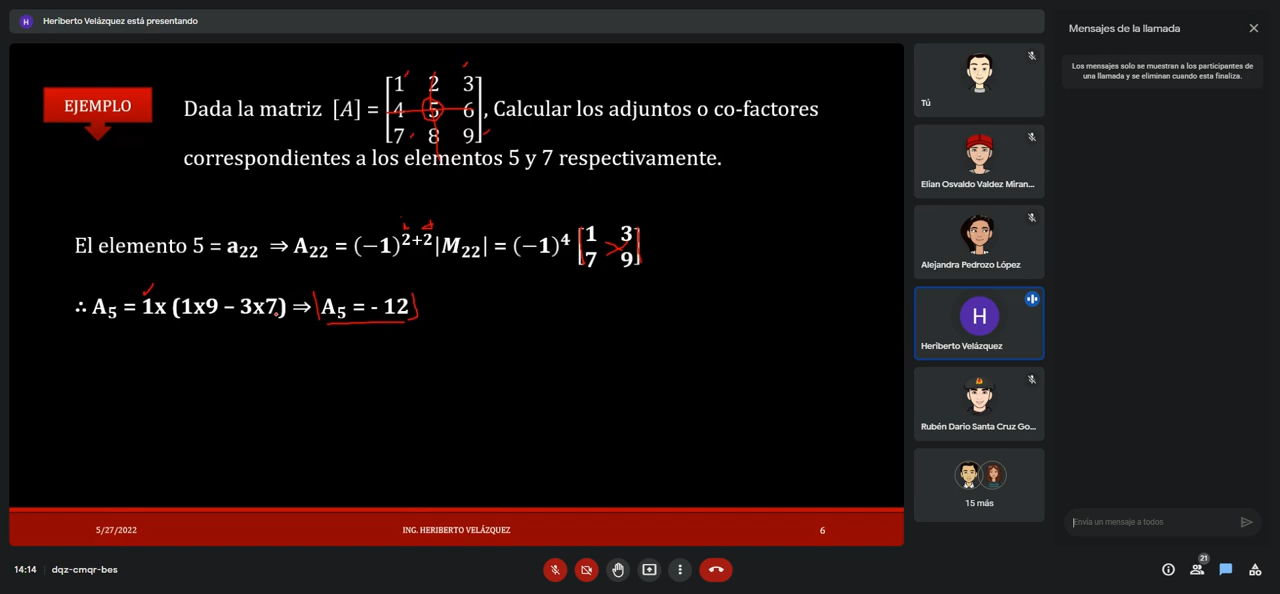 H Heriberto Velázquez está presentando
EJEMPLO
Dada la matriz [A] = [1 2 3
4 5 6
7 8 9], Calcular los adjuntos o co-factores
correspondientes a los elementos 5 y 7 respectivamente.
El elemento 5 = a₂₂ ⇒ A₂₂ = (−1)²⁺²|M₂₂| = (−1)⁴ [1 3
7 9]
∴ A₅ = 1x (1x9 − 3x7) ⇒ A₅ = - 12
5/27/2022
ING. HERIBERTO VELÁZQUEZ
6
Tú
Elian Osvaldo Valdez Miran...
Alejandra Pedrozo López
H
Heriberto Velázquez
Rubén Dario Santa Cruz Go...
15 más
Mensajes de la llamada
Los mensajes solo se muestran a los participantes de
una llamada y se eliminan cuando esta finaliza.
Envía un mensaje a todos
14:14 | dqz-cmqr-bes
21